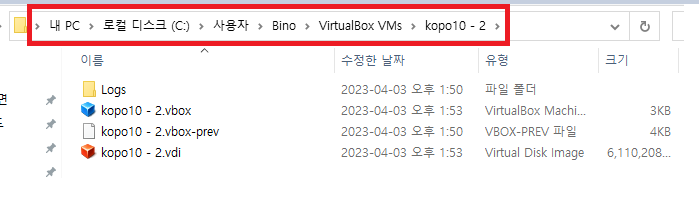 내 PC > 로컬 디스크 (C:) > 사용자 > Bino > VirtualBox VMs > kopo10 - 2 >
이름 수정한 날짜 유형 크기
Logs 2023-04-03 오후 1:50 파일 폴더
kopo10 - 2.vbox 2023-04-03 오후 1:53 VirtualBox Machi... 3KB
kopo10 - 2.vbox-prev 2023-04-03 오후 1:50 VBOX-PREV 파일 4KB
면
kopo10 - 2.vdi 2023-04-03 오후 1:53 Virtual Disk Image 6,110,208...
드